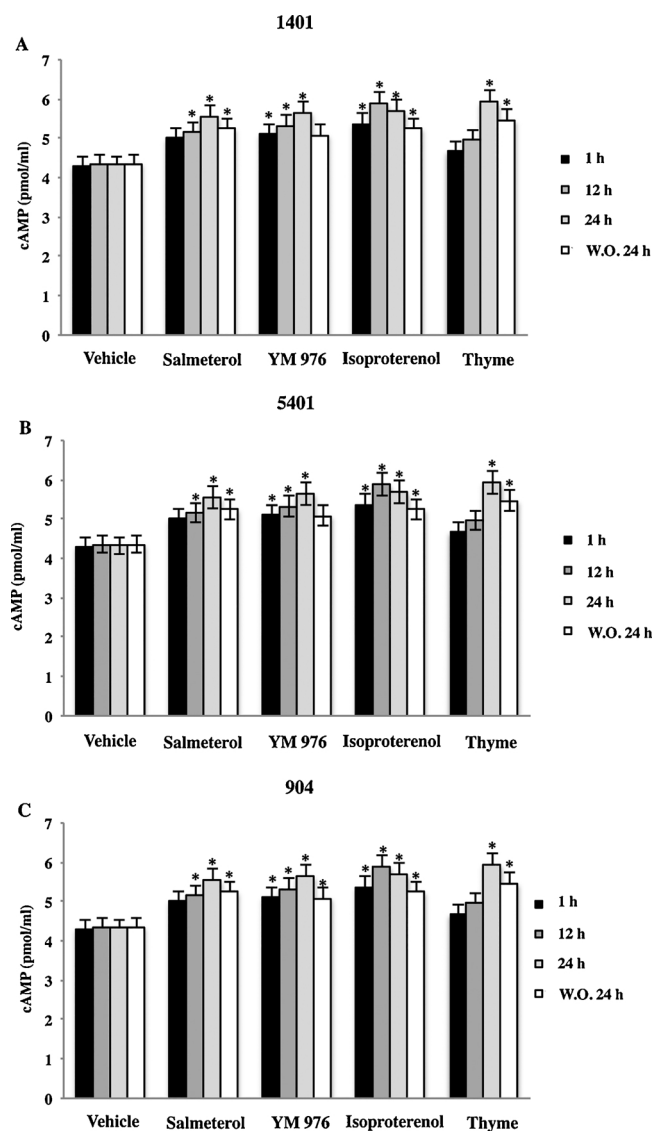 1401
A
7
6
5
4
3
2
1
0
cAMP (pmol/ml)
* * * * * * * * * * * *
Vehicle Salmeterol YM 976 Isoproterenol Thyme
1 h
12 h
24 h
W.O. 24 h
5401
B
7
6
5
4
3
2
1
0
cAMP (pmol/ml)
* * * * * * * * * * * *
Vehicle Salmeterol YM 976 Isoproterenol Thyme
1 h
12 h
24 h
W.O. 24 h
904
C
7
6
5
4
3
2
1
0
cAMP (pmol/ml)
* * * * * * * * * * * * *
Vehicle Salmeterol YM 976 Isoproterenol Thyme
1 h
12 h
24 h
W.O. 24 h